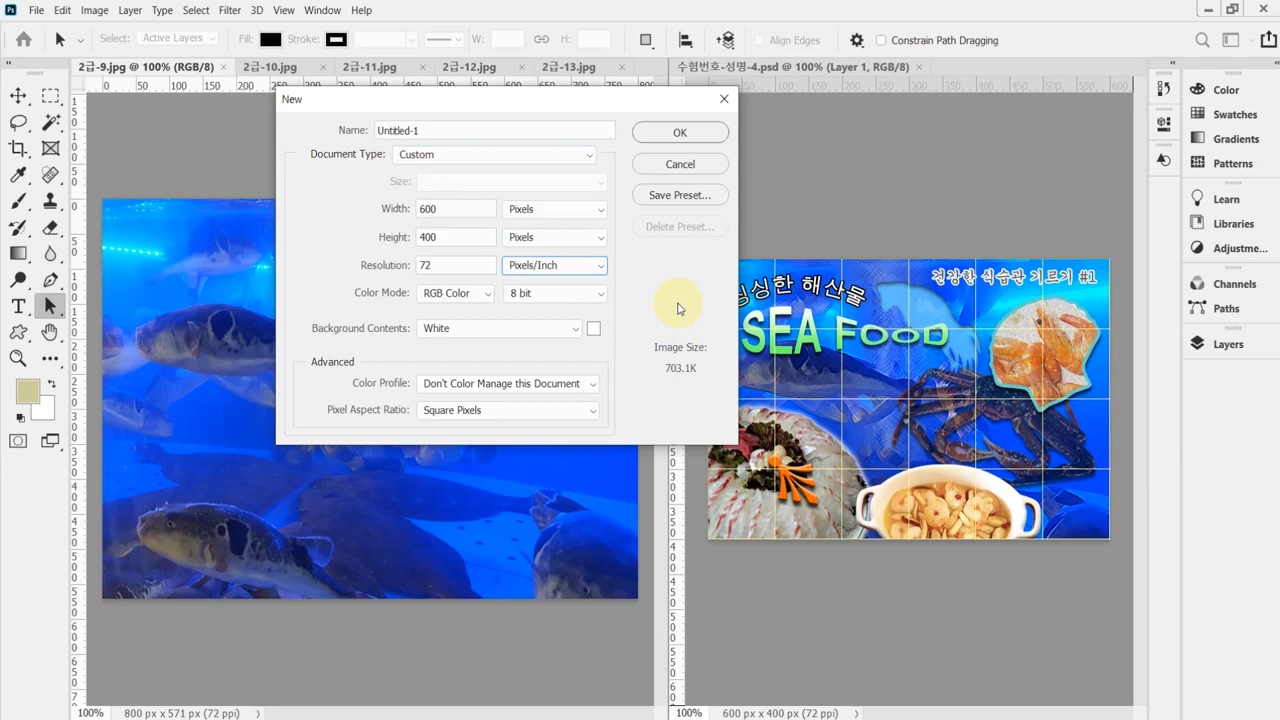 Ps File Edit Image Layer Type Select Filter 3D View Window Help
Select: Active Layers Fill: Stroke: W: H: Align Edges Constrain Path Dragging
2급-9.jpg @ 100% (RGB/8) × 2급-10.jpg × 2급-11.jpg × 2급-12.jpg × 2급-13.jpg × 수험번호-성명-4.psd @ 100% (Layer 1, RGB/8) ×
New
Name: Untitled-1
OK
Document Type: Custom
Cancel
Size:
Save Preset...
Width: 600 Pixels
Delete Preset...
Height: 400 Pixels
Resolution: 72 Pixels/Inch
Color Mode: RGB Color 8 bit
Background Contents: White
Image Size:
703.1K
Advanced
Color Profile: Don't Color Manage this Document
Pixel Aspect Ratio: Square Pixels
건강한 식습관 기르기 #1
싱싱한 해산물
SEA FOOD
Color
Swatches
Gradients
Patterns
Learn
Libraries
Adjustme...
Channels
Paths
Layers
100% 800 px x 571 px (72 ppi) 100% 600 px x 400 px (72 ppi)